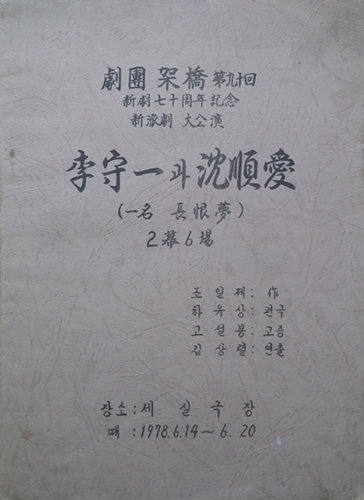 劇團 架橋 第九十回
新劇七十周年記念
新派劇 大公演
李守一과 沈順愛
(一名 長恨夢)
2幕6場
조일제: 作
하유상: 편극
고설봉: 고증
김상렬: 연출
장소: 세실극장
때: 1978.6.14~6.20